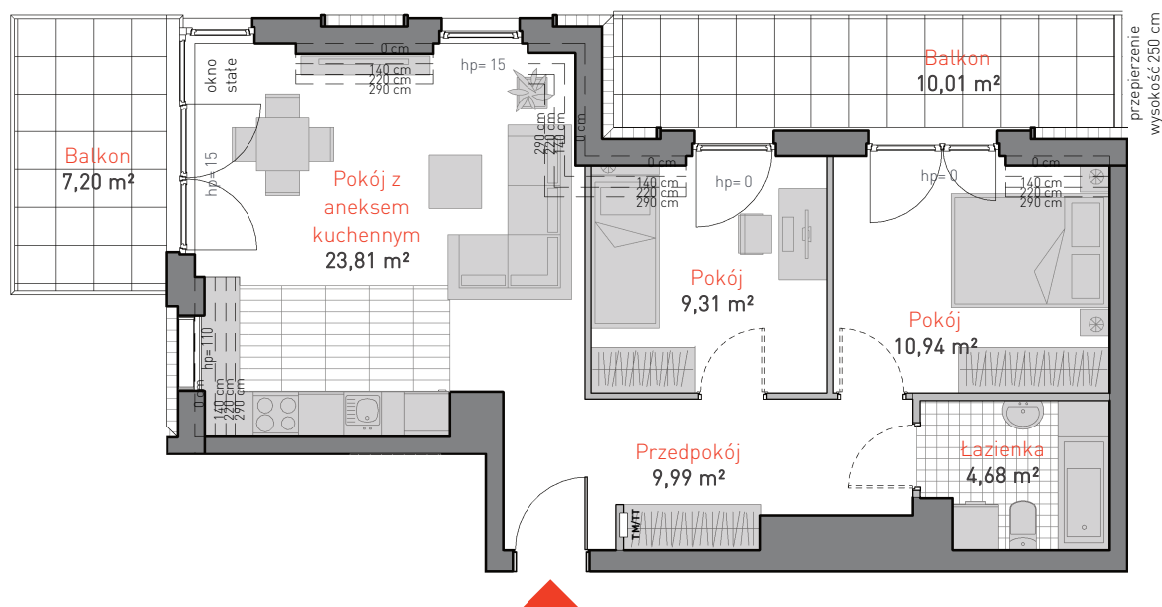 Balkon
7,20 m²
okno
state
hp= 15
0 cm
140 cm
220 cm
290 cm
hp= 15
290 cm
220 cm
140 cm
0 cm
Pokój z
aneksem
kuchennym
23,81 m²
hp= 110
0 cm
140 cm
220 cm
290 cm
Balkon
10,01 m²
przepierzenie
wysokość 250 cm
0 cm
140 cm
220 cm
290 cm
hp= 0
Pokój
9,31 m²
hp= 0
0 cm
140 cm
220 cm
290 cm
Pokój
10,94 m²
Przedpokój
9,99 m²
TM/TT
Łazienka
4,68 m²